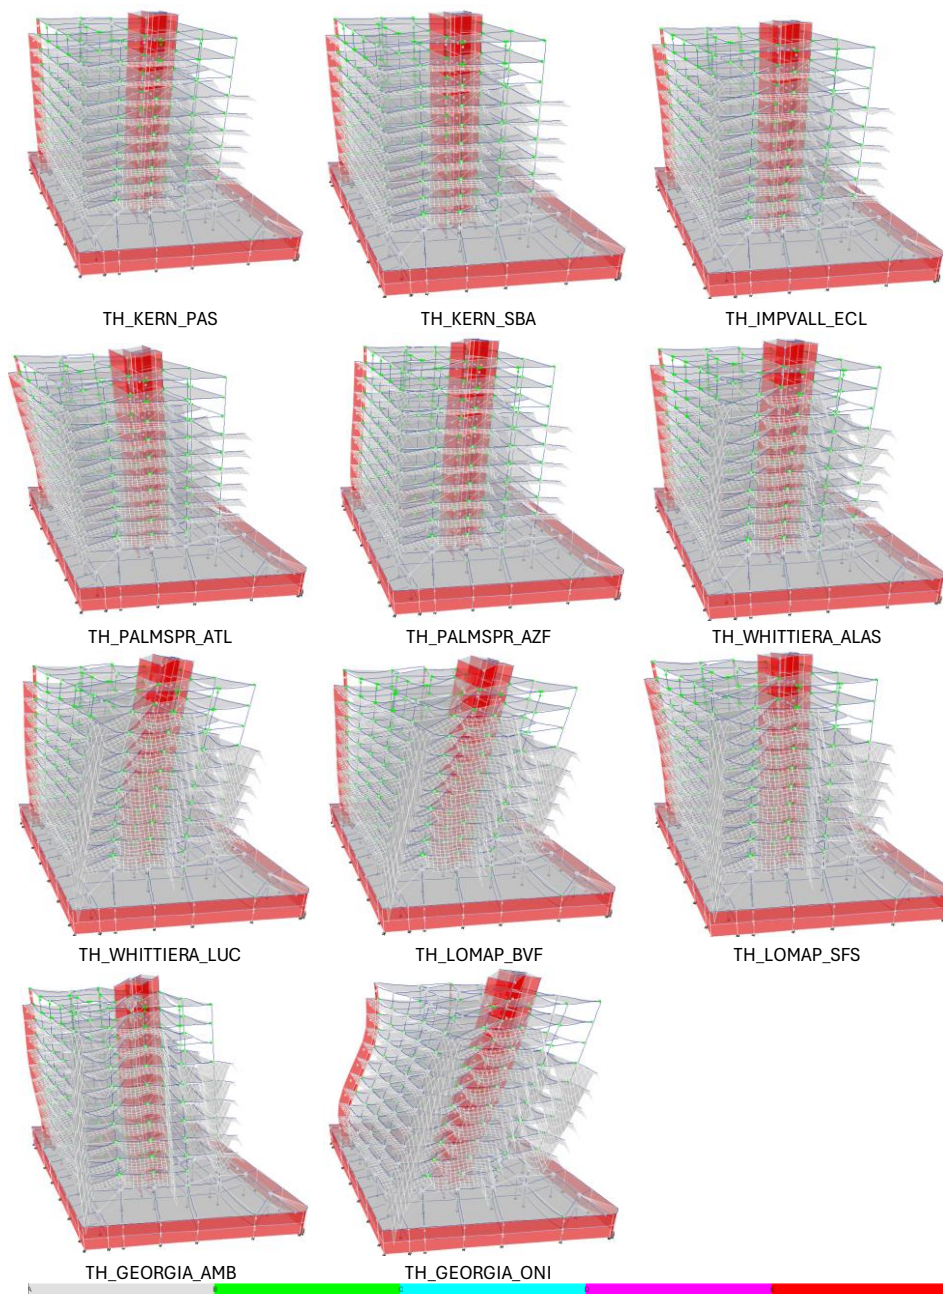 TH_KERN_PAS
TH_KERN_SBA
TH_IMPVALL_ECL
TH_PALMSPR_ATL
TH_PALMSPR_AZF
TH_WHITTIERA_ALAS
TH_WHITTIERA_LUC
TH_LOMAP_BVF
TH_LOMAP_SFS
TH_GEORGIA_AMB
TH_GEORGIA_ONI
A B C D